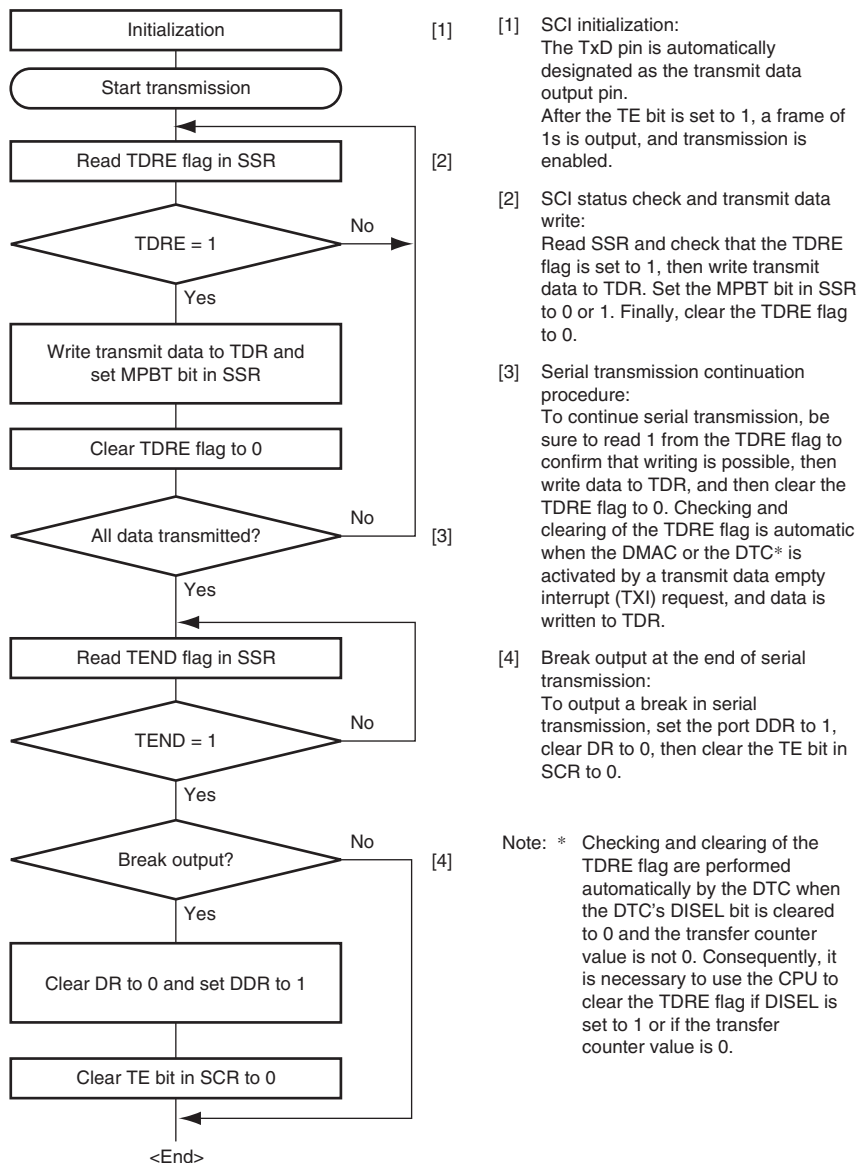 Initialization
[1]
Start transmission
Read TDRE flag in SSR
[2]
TDRE = 1
No
Yes
Write transmit data to TDR and
set MPBT bit in SSR
Clear TDRE flag to 0
All data transmitted?
No
[3]
Yes
Read TEND flag in SSR
TEND = 1
No
Yes
Break output?
No
[4]
Yes
Clear DR to 0 and set DDR to 1
Clear TE bit in SCR to 0
<End>
[1] SCI initialization:
The TxD pin is automatically
designated as the transmit data
output pin.
After the TE bit is set to 1, a frame of
1s is output, and transmission is
enabled.
[2] SCI status check and transmit data
write:
Read SSR and check that the TDRE
flag is set to 1, then write transmit
data to TDR. Set the MPBT bit in SSR
to 0 or 1. Finally, clear the TDRE flag
to 0.
[3] Serial transmission continuation
procedure:
To continue serial transmission, be
sure to read 1 from the TDRE flag to
confirm that writing is possible, then
write data to TDR, and then clear the
TDRE flag to 0. Checking and
clearing of the TDRE flag is automatic
when the DMAC or the DTC* is
activated by a transmit data empty
interrupt (TXI) request, and data is
written to TDR.
[4] Break output at the end of serial
transmission:
To output a break in serial
transmission, set the port DDR to 1,
clear DR to 0, then clear the TE bit in
SCR to 0.
Note: * Checking and clearing of the
TDRE flag are performed
automatically by the DTC when
the DTC's DISEL bit is cleared
to 0 and the transfer counter
value is not 0. Consequently, it
is necessary to use the CPU to
clear the TDRE flag if DISEL is
set to 1 or if the transfer
counter value is 0.